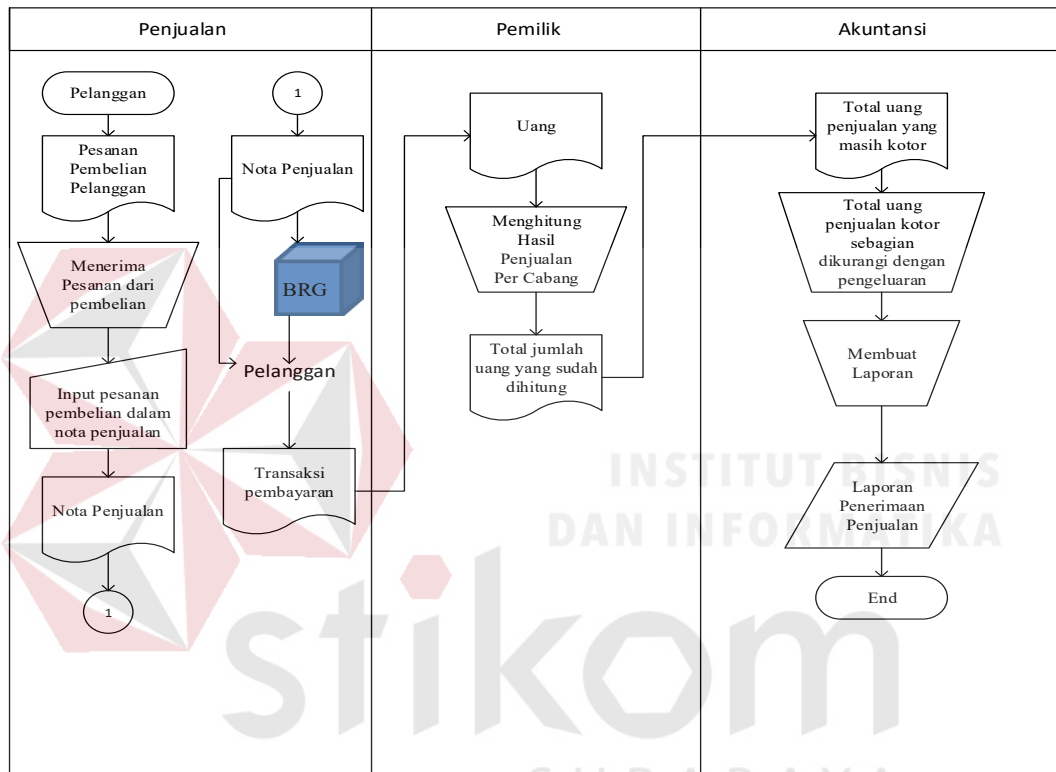 Penjualan
Pemilik
Akuntansi
Pelanggan
Pesanan
Pembelian
Pelanggan
Menerima
Pesanan dari
pembelian
Input pesanan
pembelian dalam
nota penjualan
Nota Penjualan
1
1
Nota Penjualan
BRG
Pelanggan
Transaksi
pembayaran
Uang
Menghitung
Hasil
Penjualan
Per Cabang
Total jumlah
uang yang sudah
dihitung
Total uang
penjualan yang
masih kotor
Total uang
penjualan kotor
sebagian
dikurangi dengan
pengeluaran
Membuat
Laporan
Laporan
Penerimaan
Penjualan
End
INSTITUT BISNIS
DAN INFORMATIKA
stikom
SURABAYA